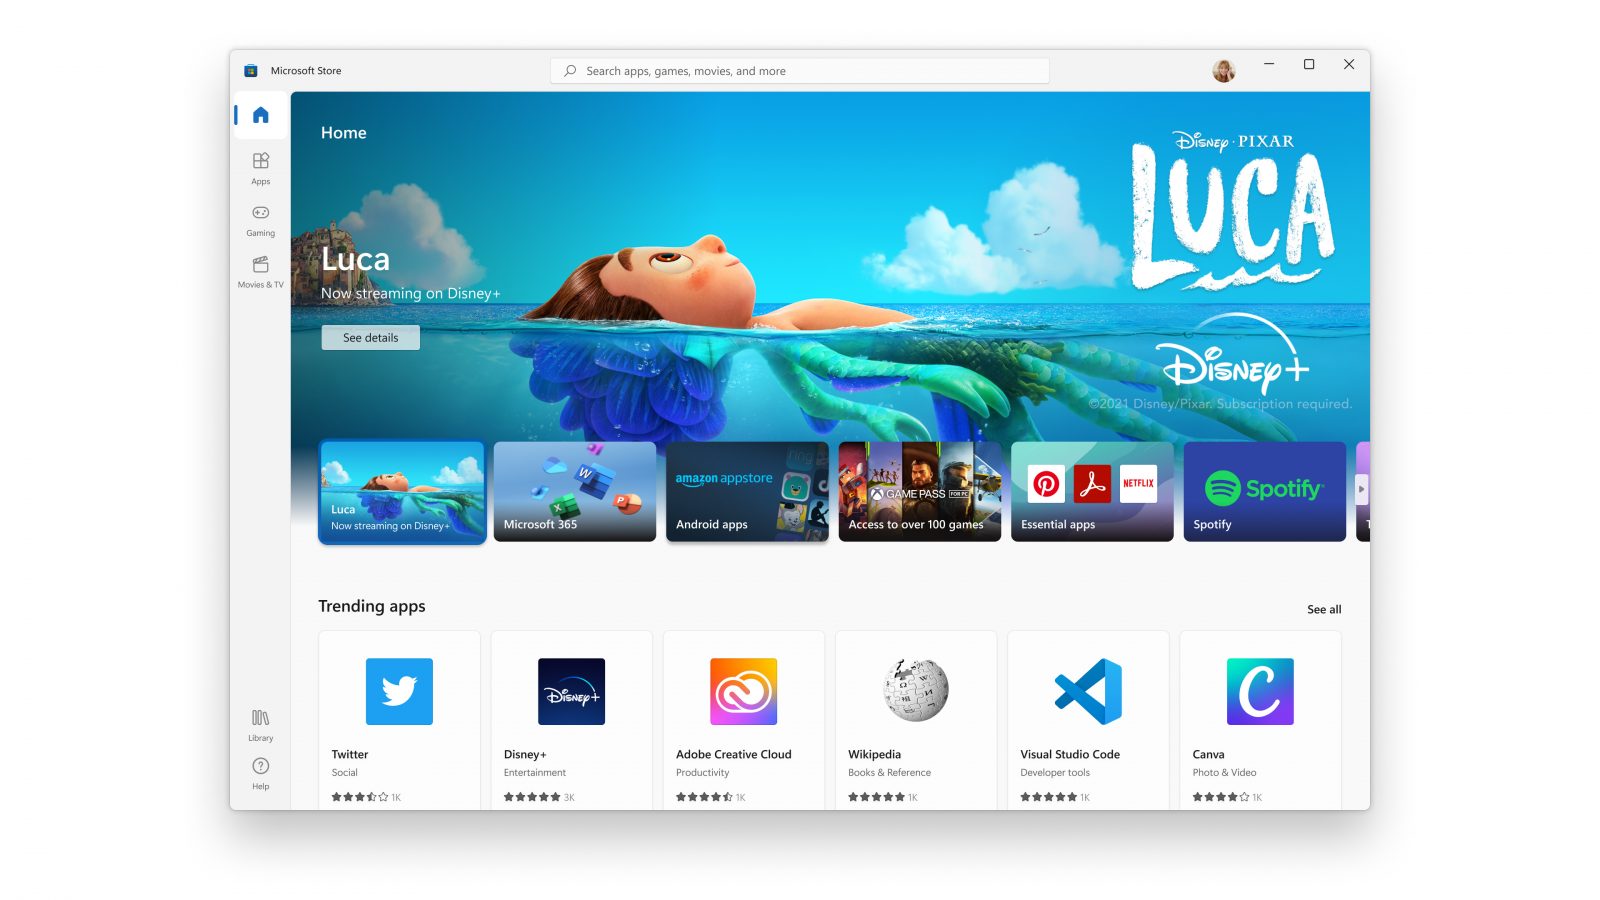 Microsoft Store
Search apps, games, movies, and more
Home
Apps
Gaming
Movies & TV
Library
Help
Home
Luca
Now streaming on Disney+
See details
Disney · PIXAR
LUCA
Disney+
©2021 Disney/Pixar. Subscription required.
Luca
Now streaming on Disney+
W
X
P
Microsoft 365
amazon appstore
ring
Android apps
GAME PASS FOR PC
Access to over 100 games
NETFLIX
Essential apps
Spotify
Spotify
Trending apps
See all
Twitter
Social
1K
Disney+
Disney+
Entertainment
3K
Adobe Creative Cloud
Productivity
1K
Wikipedia
Books & Reference
1K
Visual Studio Code
Developer tools
1K
C
Canva
Photo & Video
1K